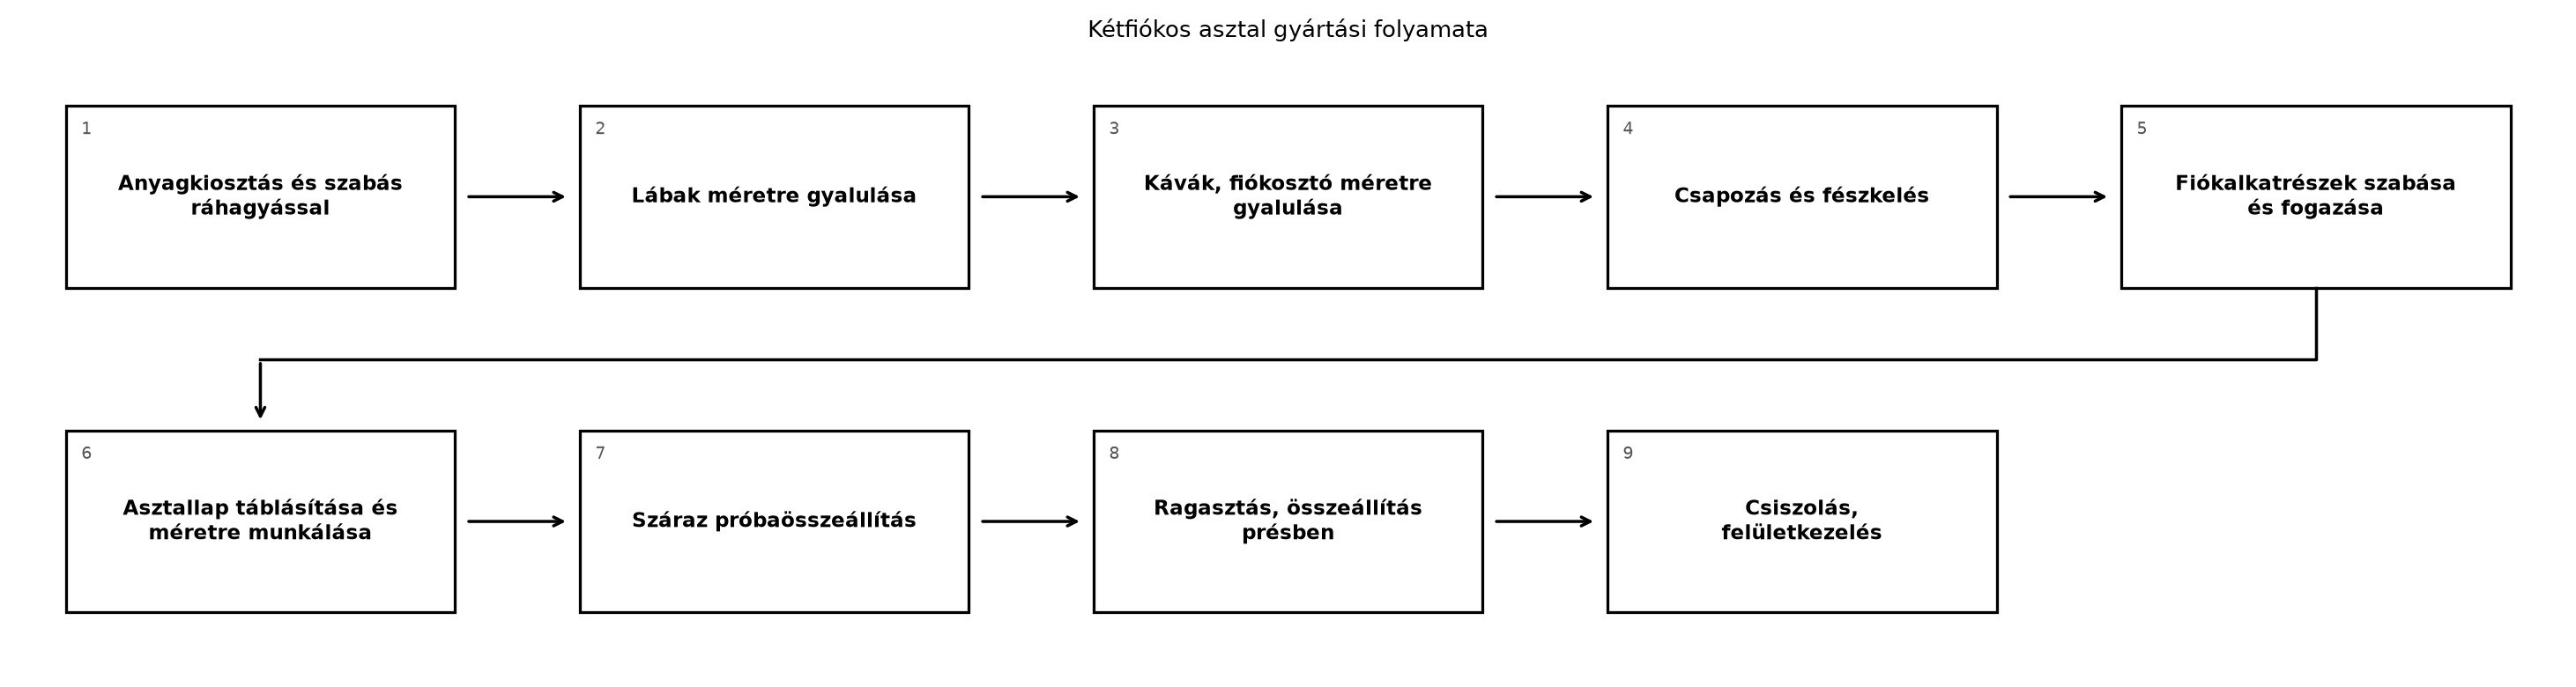 Kétfiókos asztal gyártási folyamata
1
Anyagkiosztás és szabás
ráhagyással
2
Lábak méretre gyalulása
3
Kávák, fiókosztó méretre
gyalulása
4
Csapozás és fészkelés
5
Fiókalkatrészek szabása
és fogazása
6
Asztallap táblásítása és
méretre munkálása
7
Száraz próbaösszeállítás
8
Ragasztás, összeállítás
présben
9
Csiszolás,
felületkezelés